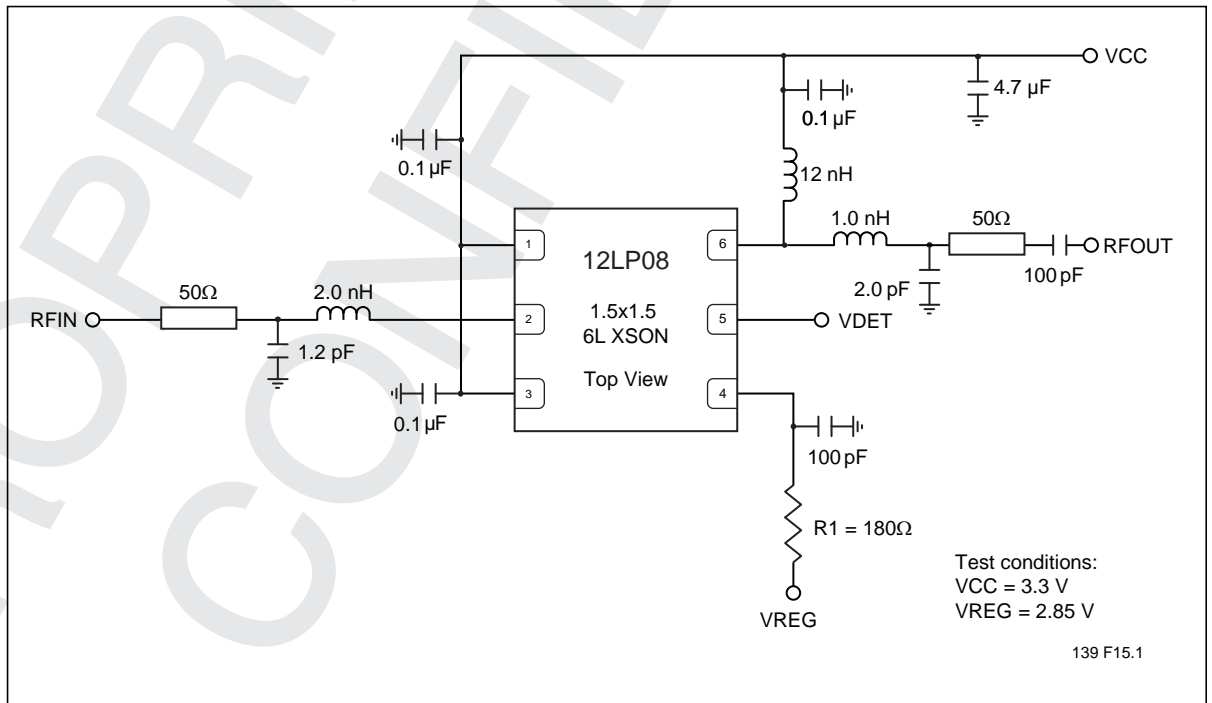 VCC
4.7 µF
0.1 µF
0.1 µF
12 nH
1.0 nH
50Ω
RFOUT
100 pF
2.0 pF
1
6
12LP08
1.5x1.5
6L XSON
Top View
50Ω
2.0 nH
RFIN
2
5
VDET
1.2 pF
3
4
0.1 µF
100 pF
R1 = 180Ω
VREG
Test conditions:
VCC = 3.3 V
VREG = 2.85 V
139 F15.1